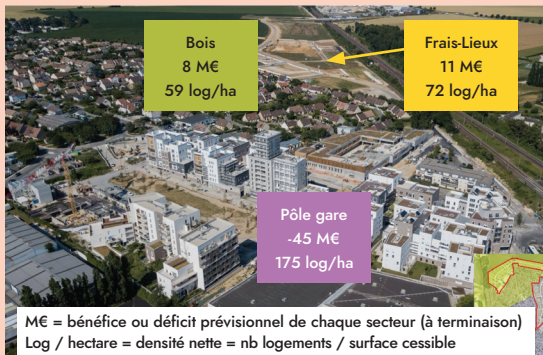 Bois
8 M€
59 log/ha
Frais-Lieux
11 M€
72 log/ha
Pôle gare
-45 M€
175 log/ha
M€ = bénéfice ou déficit prévisionnel de chaque secteur (à terminaison)
Log / hectare = densité nette = nb logements / surface cessible